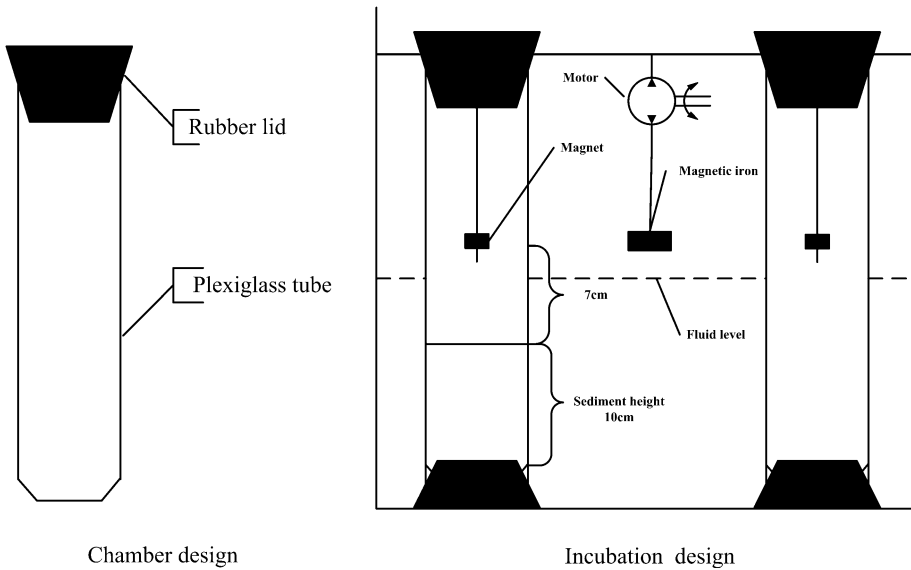 Rubber lid
Plexiglass tube
Chamber design
Motor
Magnet
Magnetic iron
7cm
Fluid level
Sediment height
10cm
Incubation design